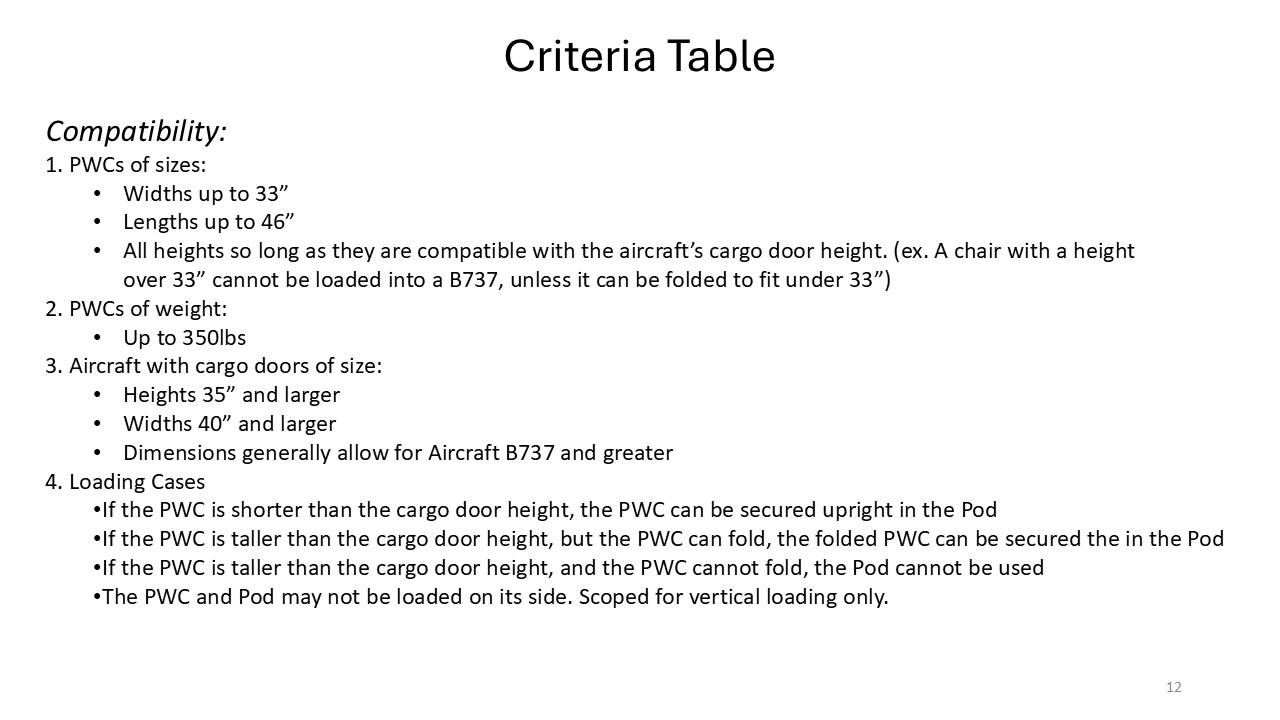 Criteria Table
Compatibility:
1. PWCs of sizes:
• Widths up to 33”
• Lengths up to 46”
• All heights so long as they are compatible with the aircraft’s cargo door height. (ex. A chair with a height
over 33” cannot be loaded into a B737, unless it can be folded to fit under 33”)
2. PWCs of weight:
• Up to 350lbs
3. Aircraft with cargo doors of size:
• Heights 35” and larger
• Widths 40” and larger
• Dimensions generally allow for Aircraft B737 and greater
4. Loading Cases
•If the PWC is shorter than the cargo door height, the PWC can be secured upright in the Pod
•If the PWC is taller than the cargo door height, but the PWC can fold, the folded PWC can be secured the in the Pod
•If the PWC is taller than the cargo door height, and the PWC cannot fold, the Pod cannot be used
•The PWC and Pod may not be loaded on its side. Scoped for vertical loading only.
12